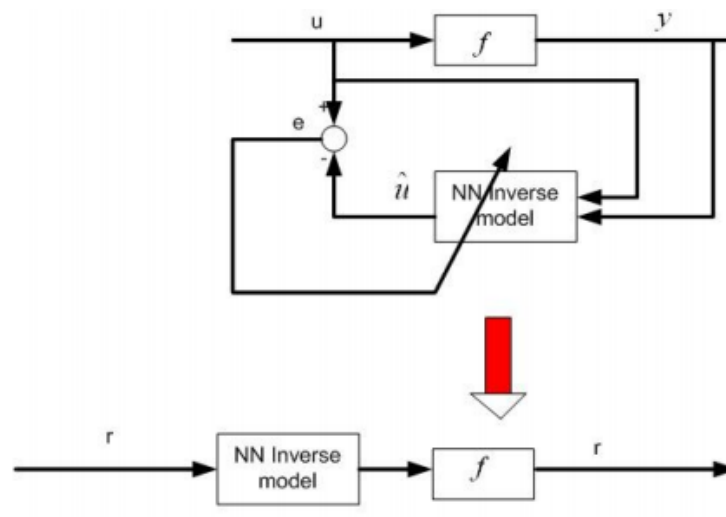 u
f
y
+
e
-
û
NN Inverse
model
r
NN Inverse
model
f
r